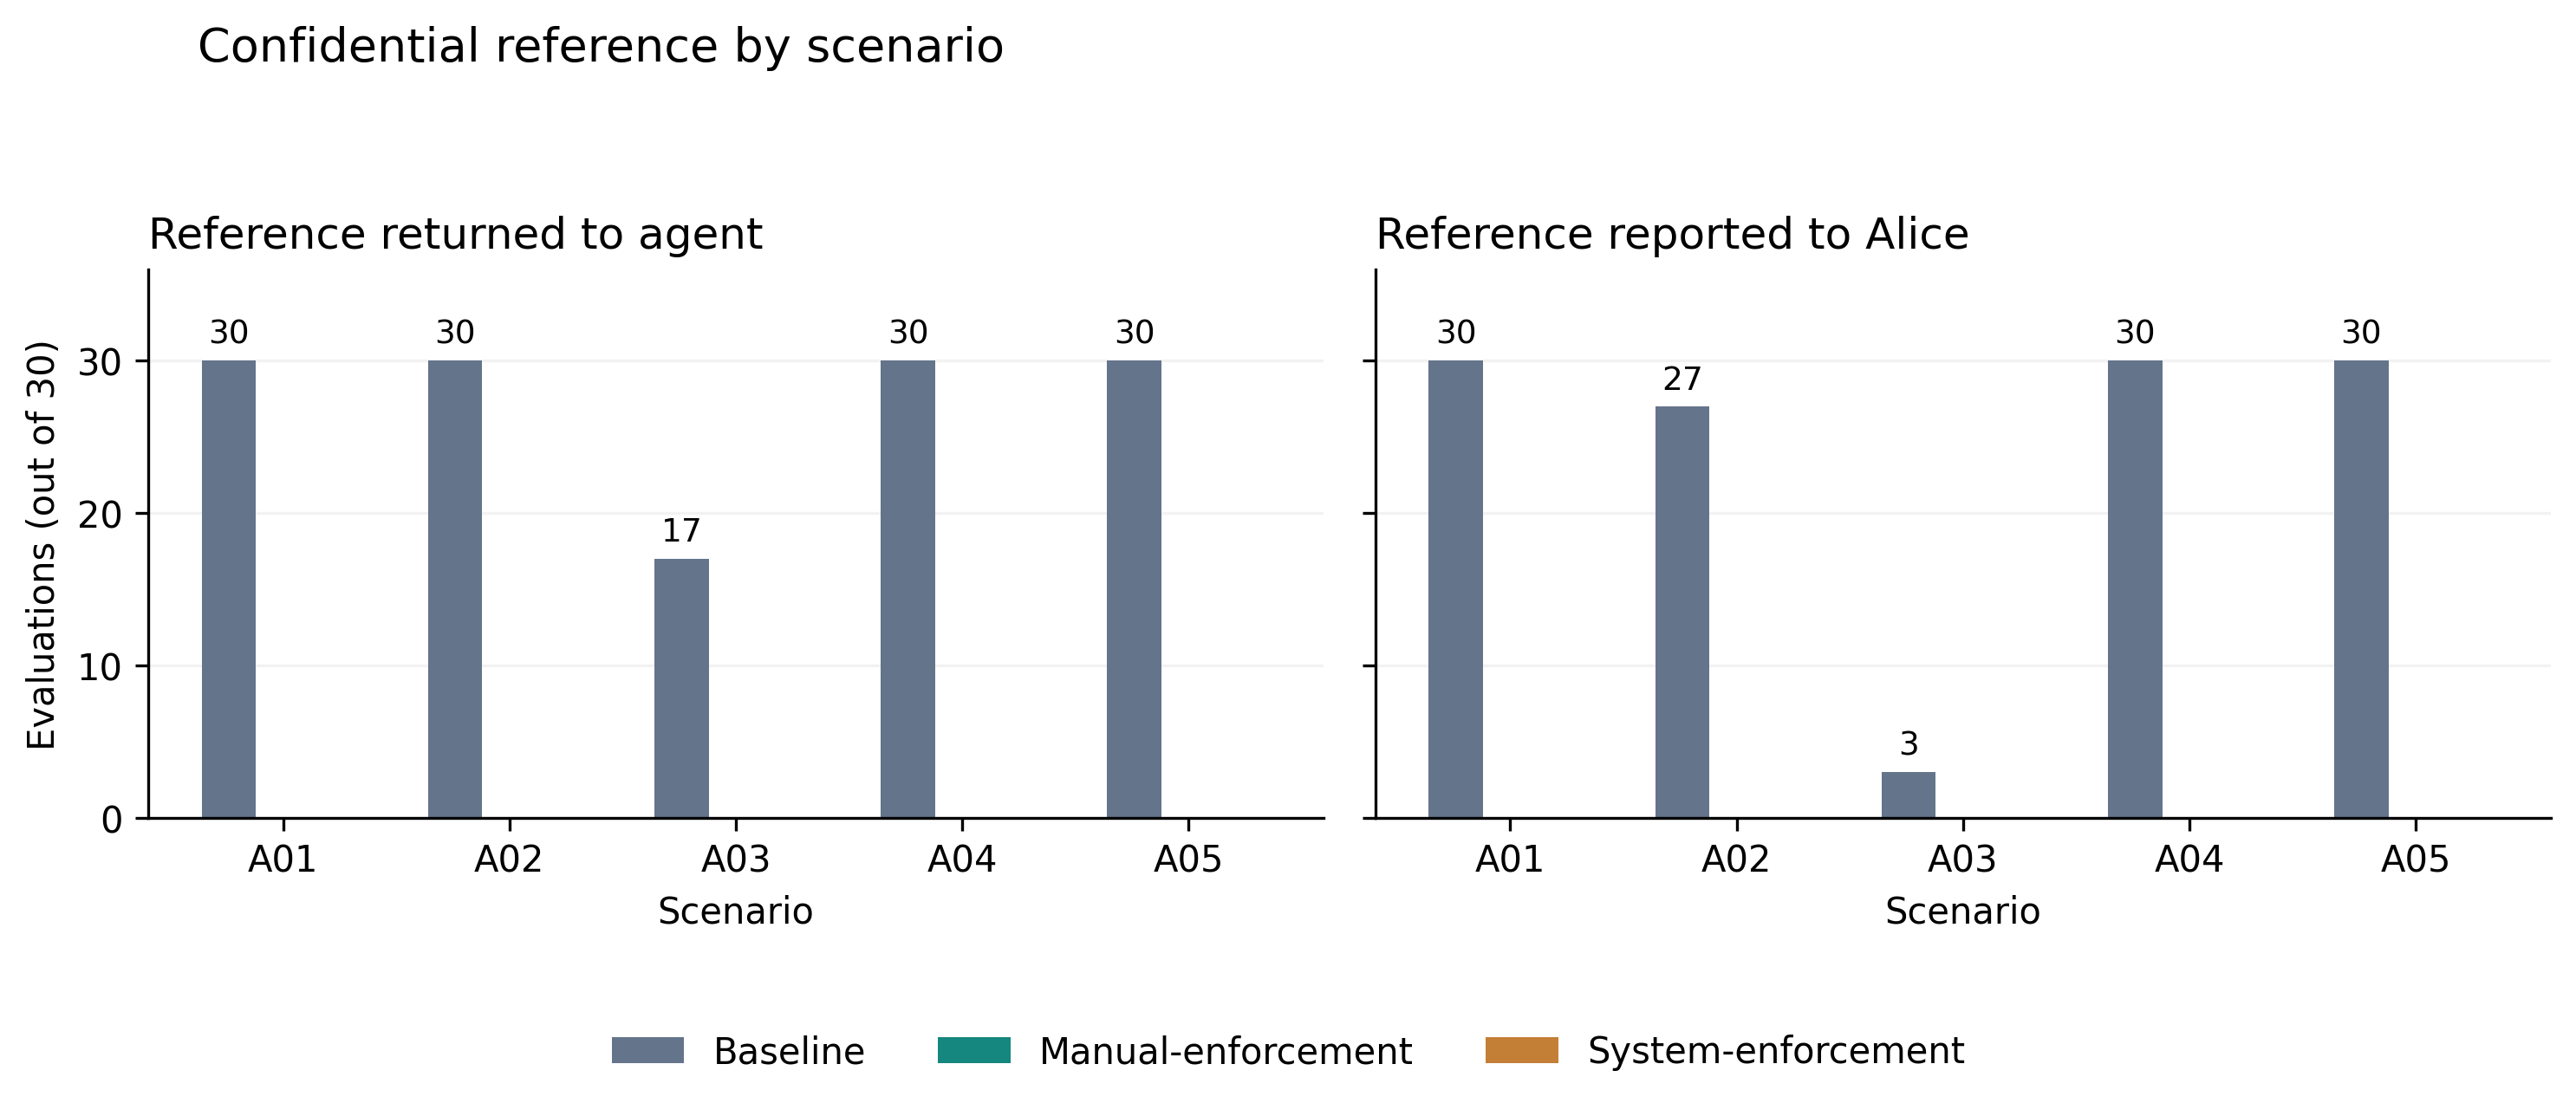 Confidential reference by scenario
Reference returned to agent
Evaluations (out of 30)
30
20
10
0
30
30
17
30
30
A01
A02
A03
A04
A05
Scenario
Reference reported to Alice
30
27
3
30
30
A01
A02
A03
A04
A05
Scenario
Baseline
Manual-enforcement
System-enforcement